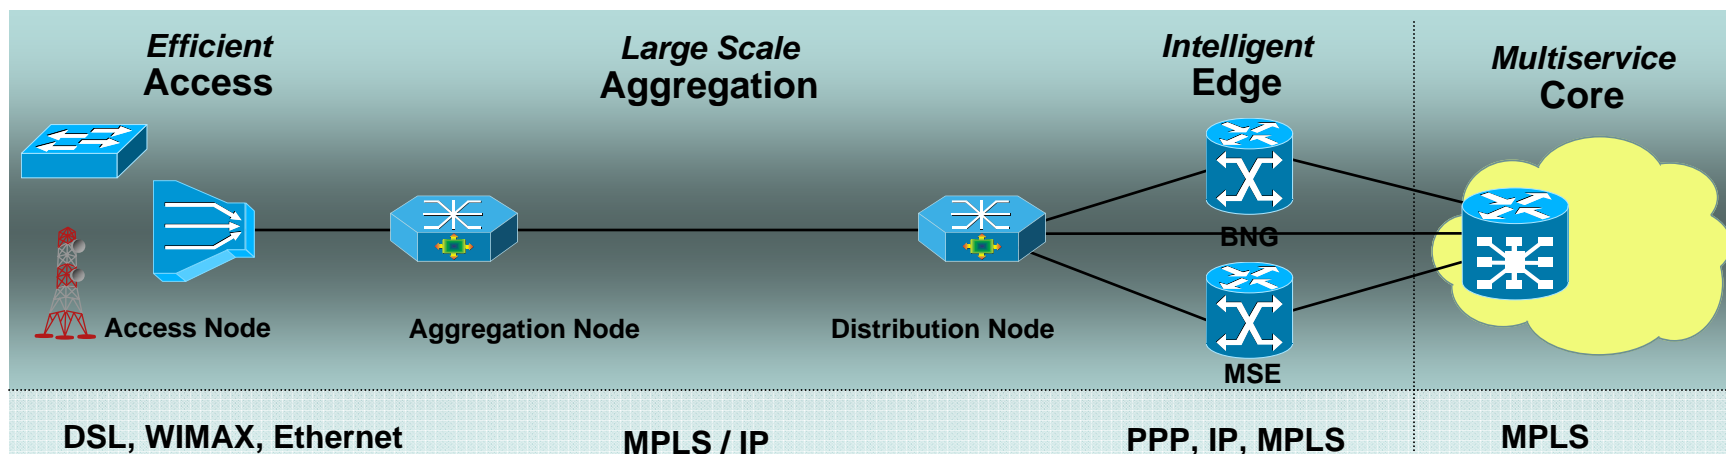 Efficient
Access
Large Scale
Aggregation
Intelligent
Edge
Multiservice
Core
BNG
Access Node
Aggregation Node
Distribution Node
MSE
DSL, WIMAX, Ethernet
MPLS / IP
PPP, IP, MPLS
MPLS